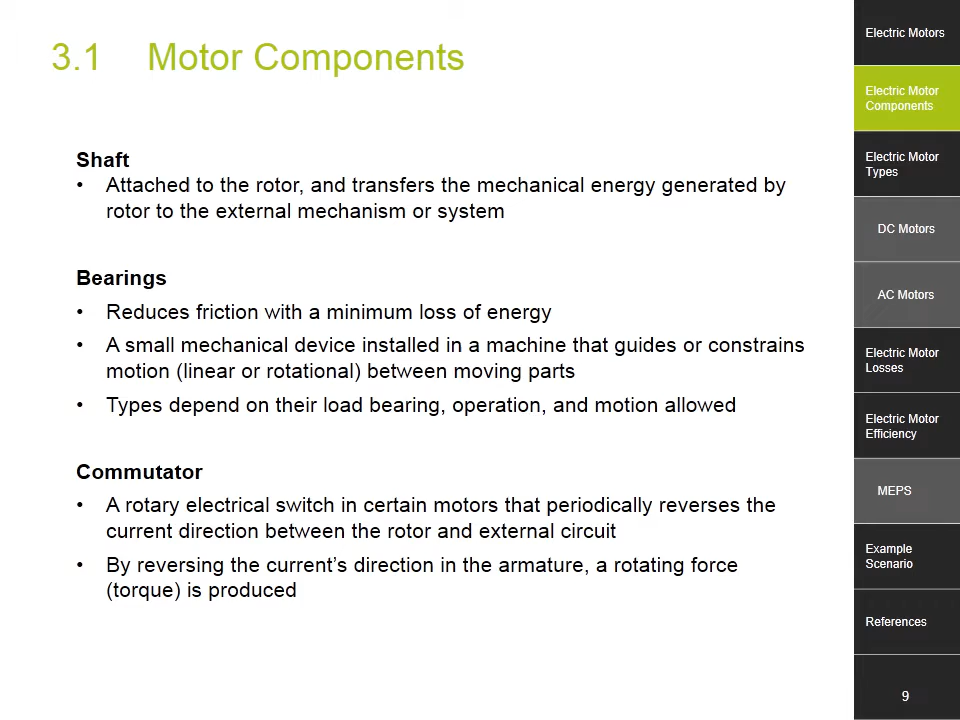 3.1 Motor Components
Shaft
• Attached to the rotor, and transfers the mechanical energy generated by
rotor to the external mechanism or system
Bearings
• Reduces friction with a minimum loss of energy
• A small mechanical device installed in a machine that guides or constrains
motion (linear or rotational) between moving parts
• Types depend on their load bearing, operation, and motion allowed
Commutator
• A rotary electrical switch in certain motors that periodically reverses the
current direction between the rotor and external circuit
• By reversing the current’s direction in the armature, a rotating force
(torque) is produced
Electric Motors
Electric Motor
Components
Electric Motor
Types
DC Motors
AC Motors
Electric Motor
Losses
Electric Motor
Efficiency
MEPS
Example
Scenario
References
9